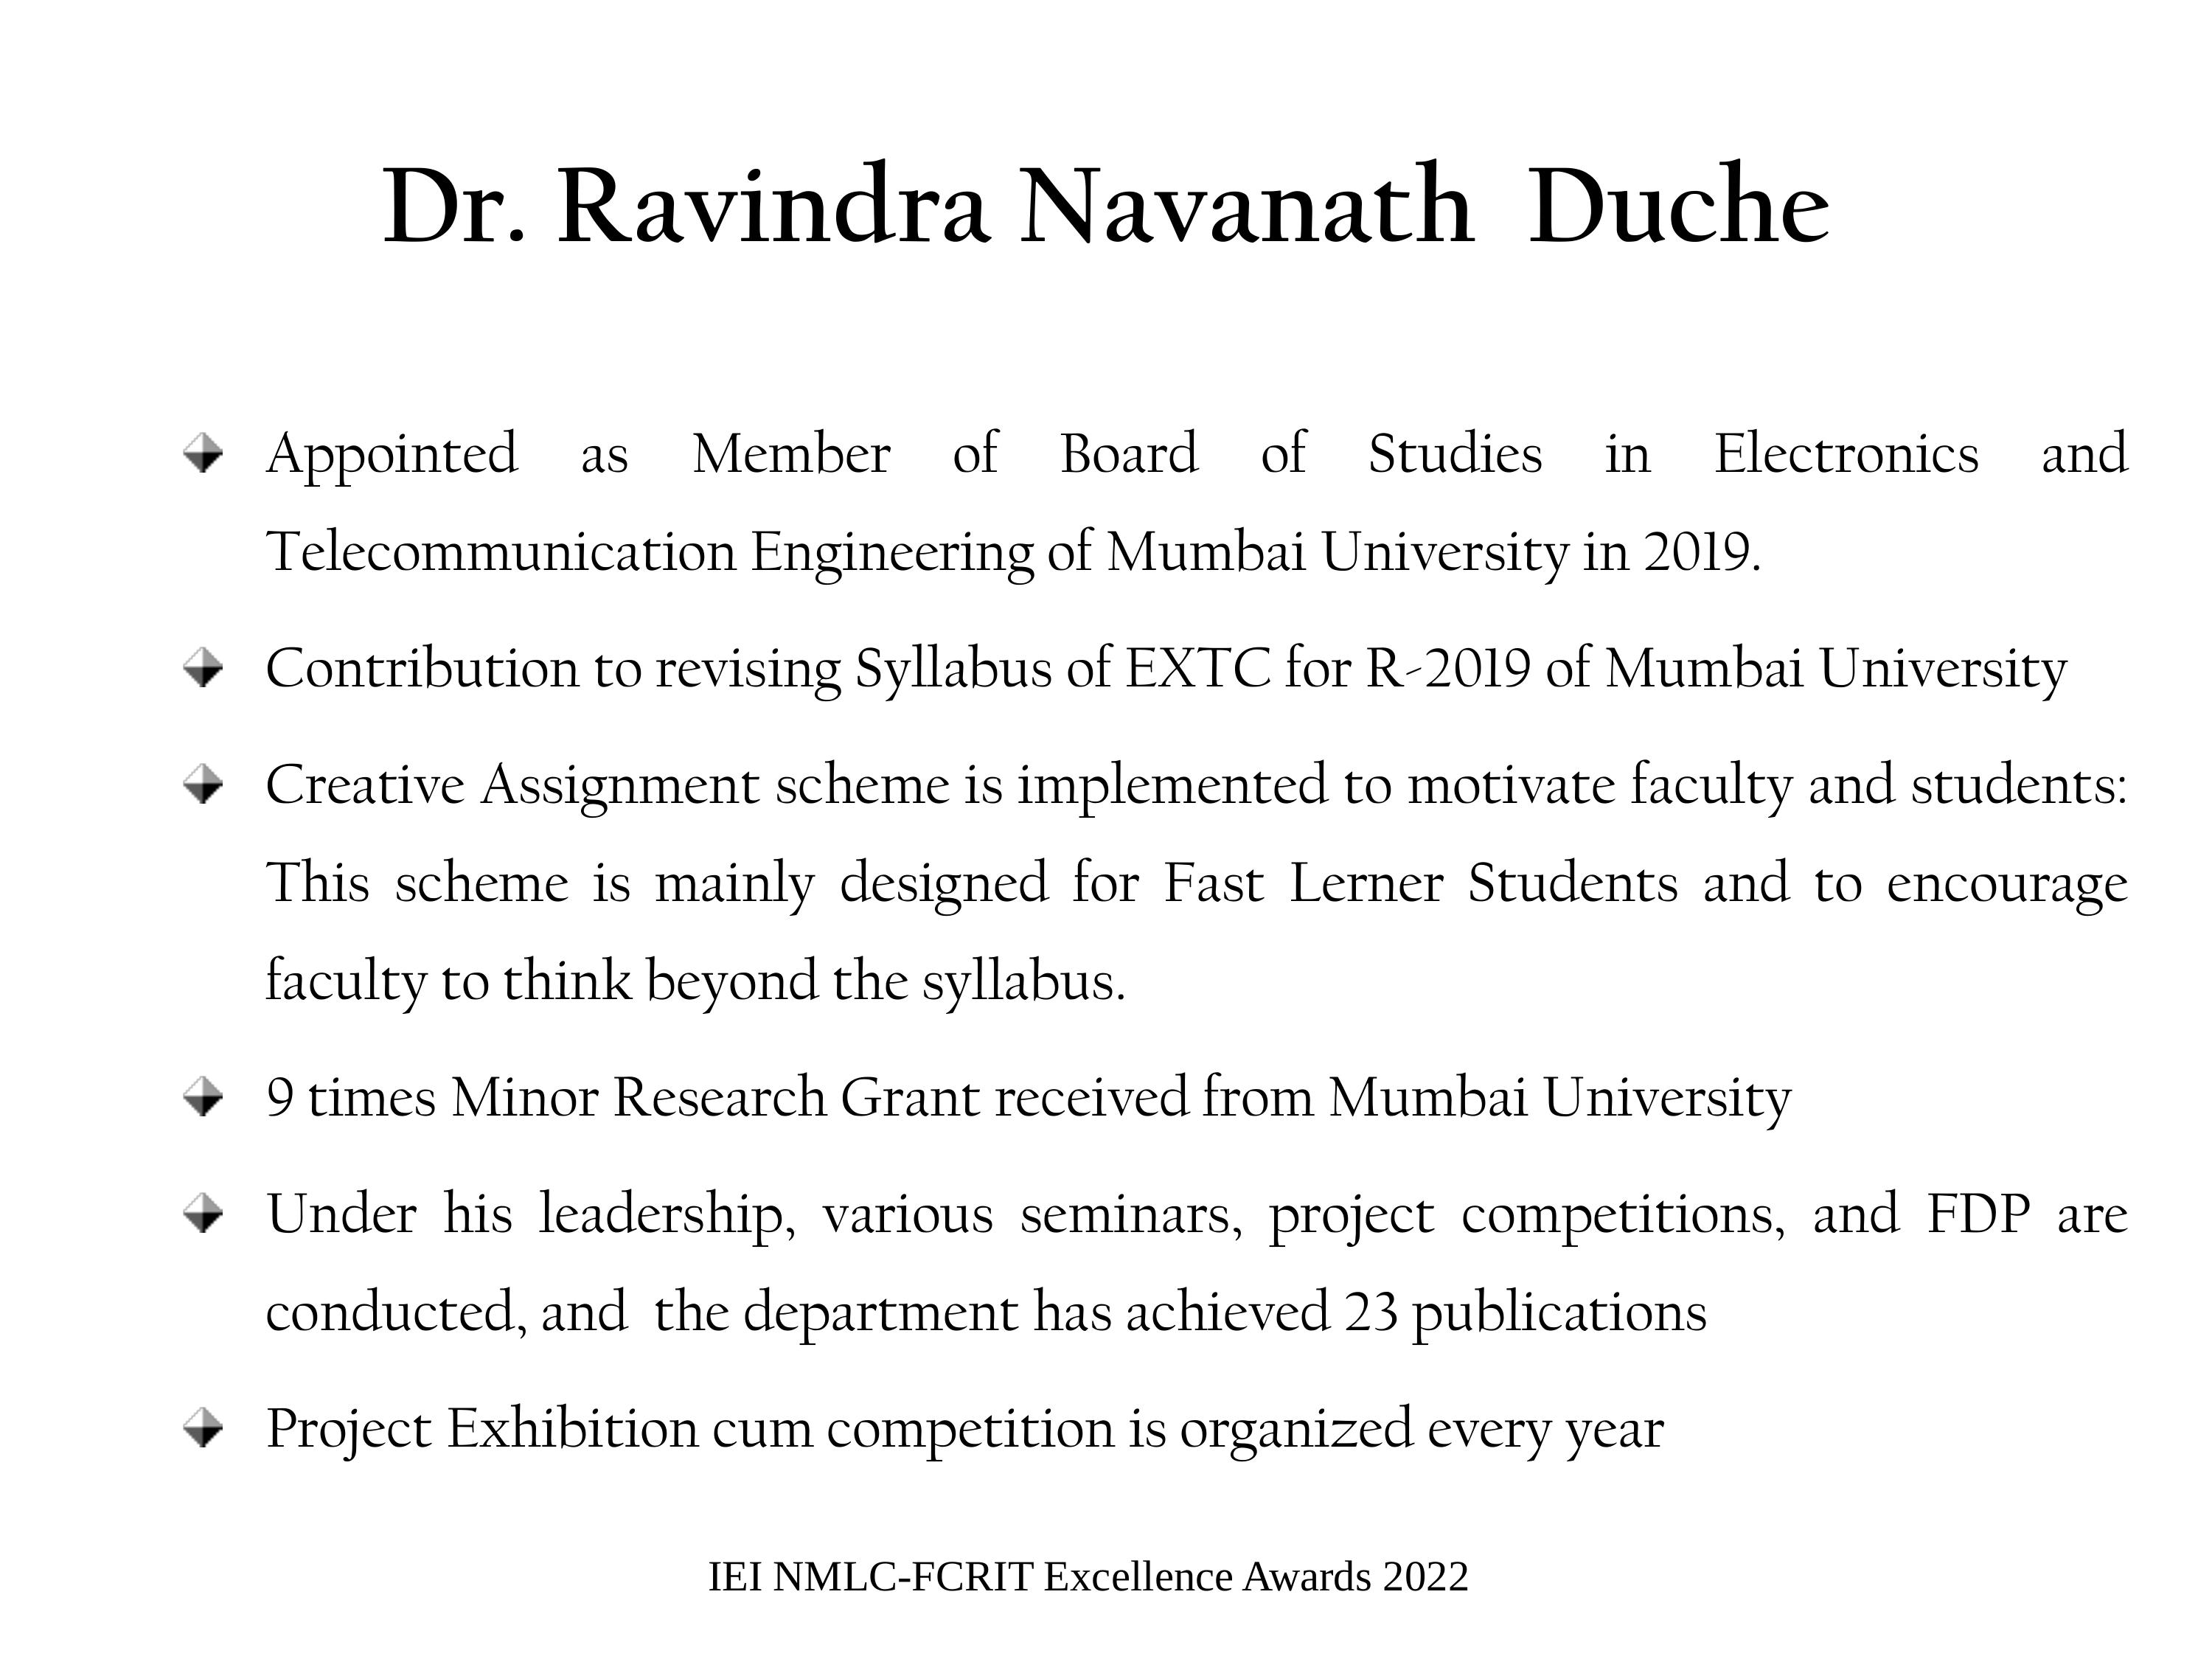 Dr. Ravindra Navanath  Duche
Appointed as Member of Board of Studies in Electronics and
Telecommunication Engineering of Mumbai University in 2019.
Contribution to revising Syllabus of EXTC for R-2019 of Mumbai University
Creative Assignment scheme is implemented to motivate faculty and students:
This scheme is mainly designed for Fast Lerner Students and to encourage
faculty to think beyond the syllabus.
9 times Minor Research Grant received from Mumbai University
Under his leadership, various seminars, project competitions, and FDP are
conducted, and  the department has achieved 23 publications
Project Exhibition cum competition is organized every year
IEI NMLC-FCRIT Excellence Awards 2022